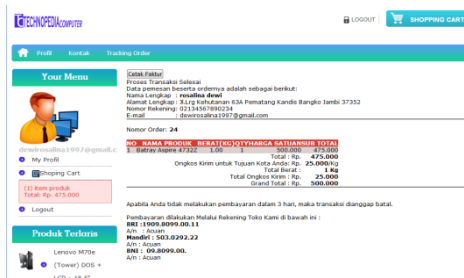 TECHNOPEDIACOMPUTER
LOGOUT
SHOPPING CART
Profil Kontak Tracking Order
Your Menu
dewirosalina1997@gmail.c
My Profil
Shoping Cart
(1) item produk
Total: Rp. 475.000
Logout
Produk Terlaris
Lenovo M70e
(Tower) DOS +
LCD - 18.5"
Cetak Faktur
Proses Transaksi Selesai
Data pemesan beserta ordernya adalah sebagai berikut:
Nama Lengkap : rosalina dewi
Alamat Lengkap : Jl.Lrg Kehutanan 63A Pematang Kandis Bangko Jambi 37352
Nomor Rekening: 02134567890234
E-mail : dewirosalina1997@gmail.com
Nomor Order: 24
NO NAMA PRODUK BERAT(KG) QTY HARGA SATUAN SUB TOTAL
1 Batray Aspire 4732Z 1.00 1 500.000 475.000
Total : Rp. 475.000
Ongkos Kirim untuk Tujuan Kota Anda: Rp. 25.000/Kg
Total Berat : 1 Kg
Total Ongkos Kirim : Rp. 25.000
Grand Total : Rp. 500.000
Apabila Anda tidak melakukan pembayaran dalam 3 hari, maka transaksi dianggap batal.
Pembayaran dilakukan Melalui Rekening Toko Kami di bawah ini :
BRI :1909.8099.00.11
A/n : Acuan
Mandiri : 503.0292.22
A/n : Acuan
BNI : 09.8099.00.
A/n : Acuan